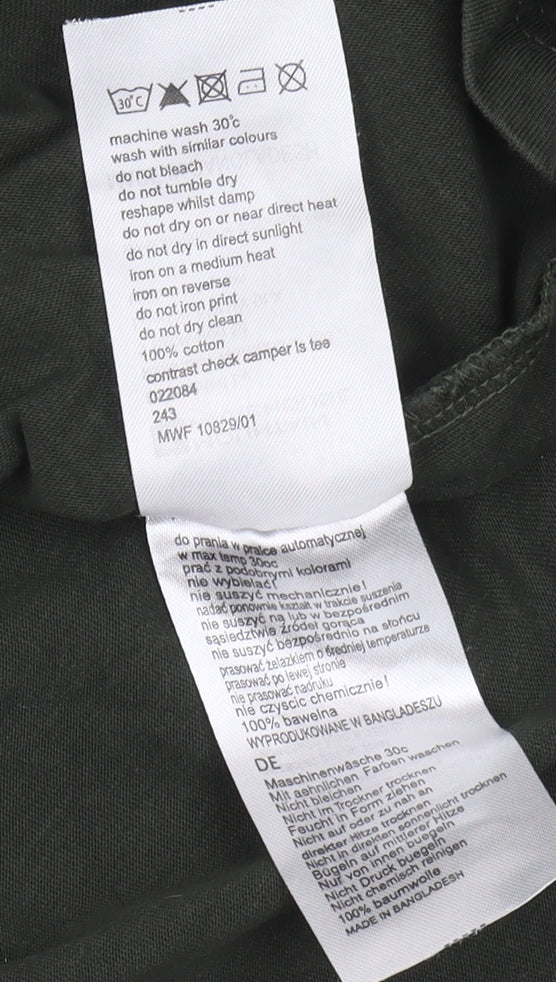 30°C
machine wash 30°c
wash with similar colours
do not bleach
do not tumble dry
reshape whilst damp
do not dry on or near direct heat
do not dry in direct sunlight
iron on a medium heat
iron on reverse
do not iron print
do not dry clean
100% cotton
contrast check camper ls tee
022084
243
MWF 10829/01
do prania w pralce automatycznej
w max temp 30oc
prać z podobnymi kolorami
nie wybielać
nie suszyć mechanicznie!
nadać ponownie kształt w trakcie suszenia
nie suszyć na lub w bezpośrednim
sąsiedztwie źródeł gorąca
nie suszyć bezpośrednio na słońcu
prasować żelazkiem o średniej temperaturze
prasować po lewej stronie
nie prasować nadruku
nie czyscic chemicznie!
100% bawelna
WYPRODUKOWANE W BANGLADESZU
DE
Maschinenwäsche 30c
Mit aehnlichen Farben waschen
Nicht bleichen
Nicht im Trockner trocknen
Feucht in Form ziehen
Nicht auf oder zu nah an
direkter Hitze trocknen
Nicht in direkten sonnenlicht trocknen
Bügeln auf mittlerer Hitze
Nur von innen buegeln
Nicht Druck buegeln
Nicht chemisch reinigen
100% baumwolle
MADE IN BANGLADESH